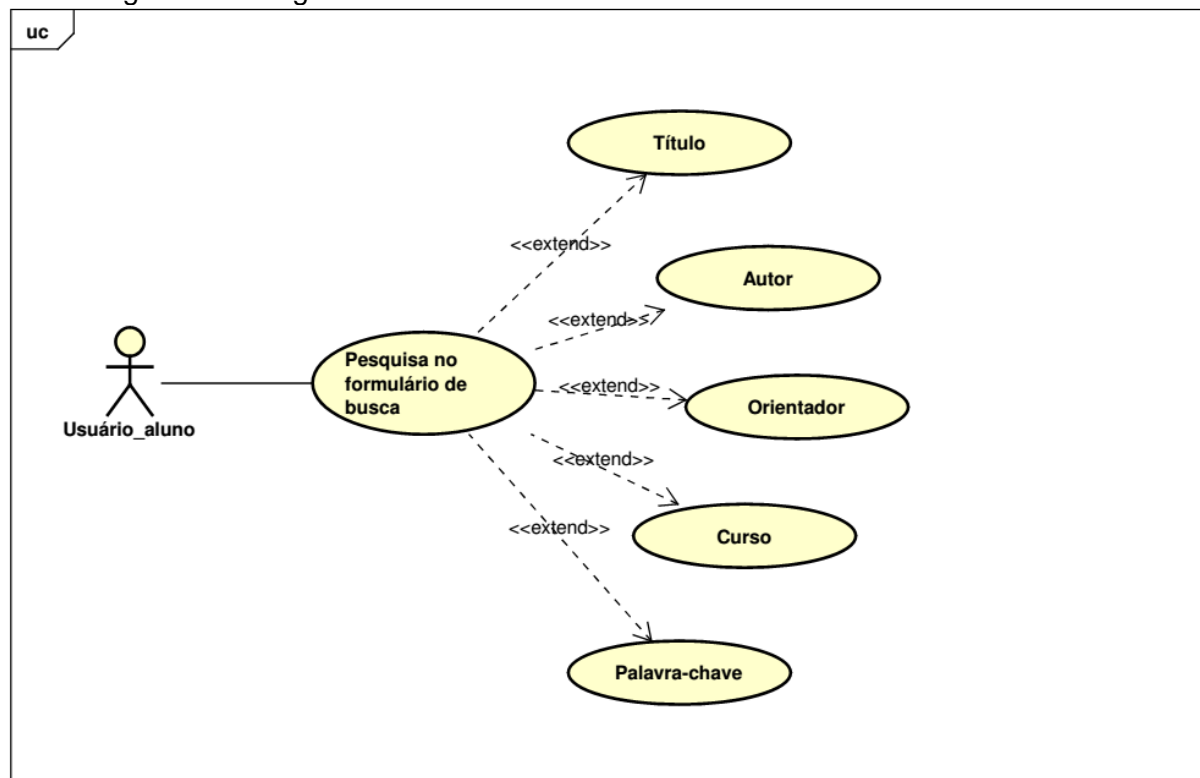 uc
Título
<<extend>>
Autor
<<extend>>
Pesquisa no
formulário de
busca
<<extend>>
Orientador
Usuário_aluno
<<extend>>
Curso
<<extend>>
Palavra-chave